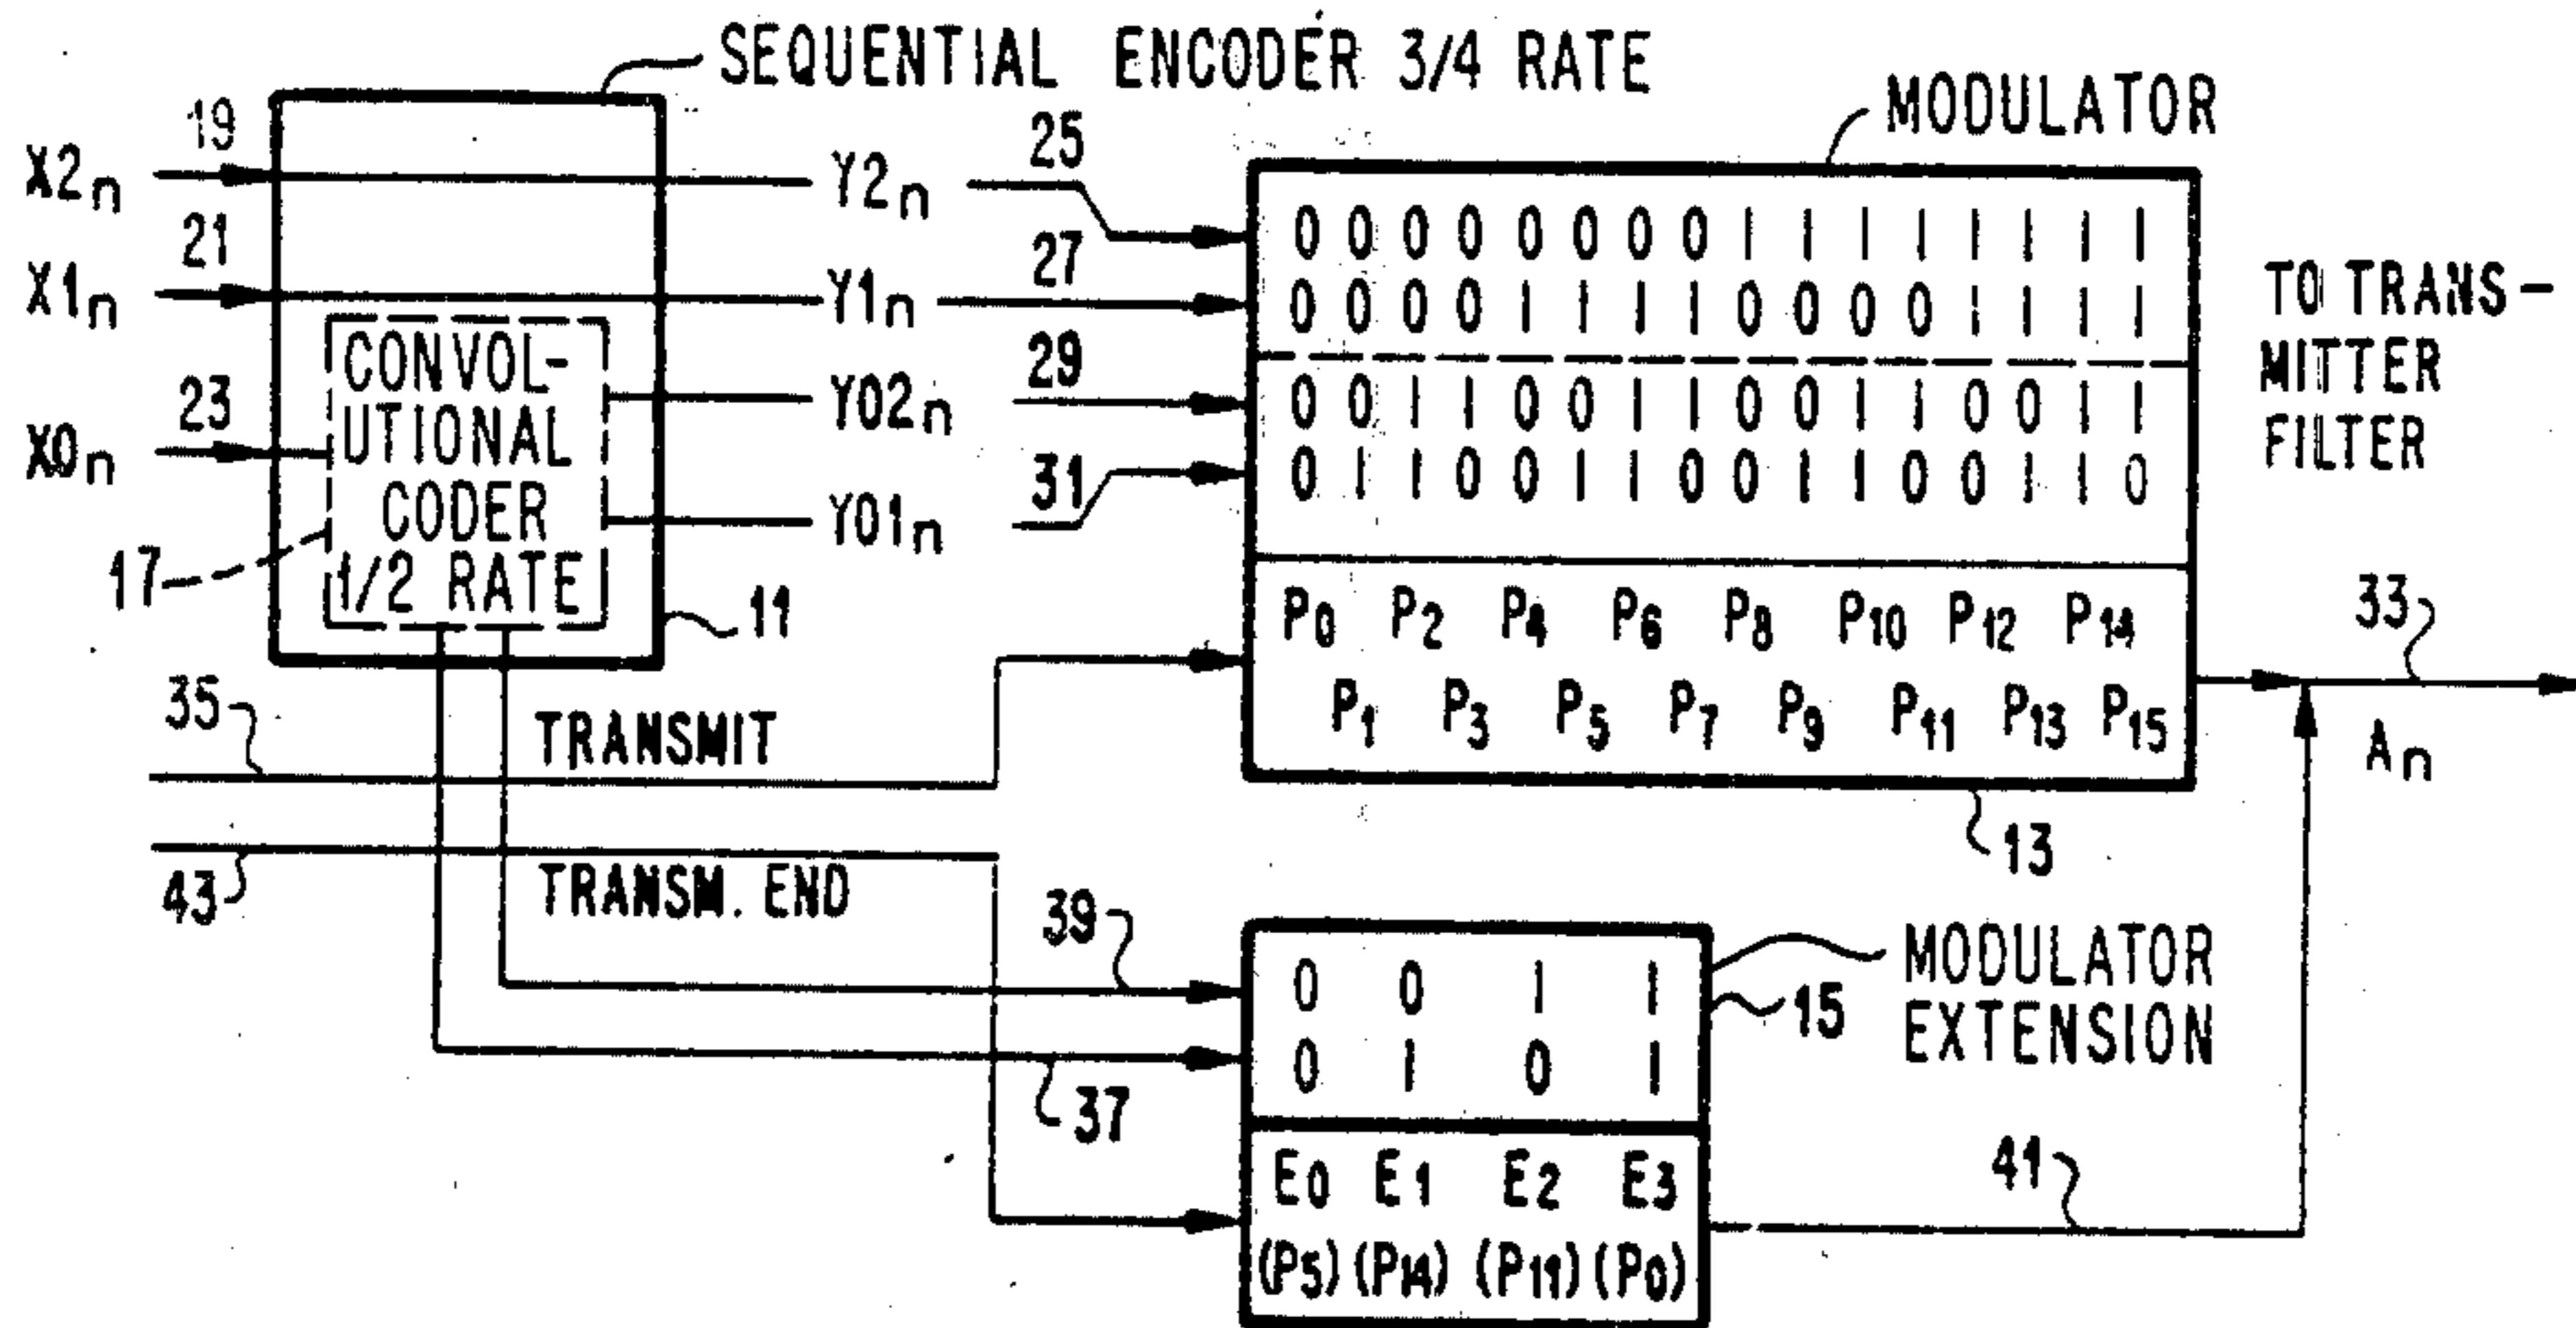 SEQUENTIAL ENCODER 3/4 RATE
MODULATOR
X2n 19
Y2n 25
X1n 21
Y1n 27
X0n 23
CONVOL-
UTIONAL
CODER
1/2 RATE
Y02n 29
Y01n 31
17
11
0 0 0 0 0 0 0 0 1 1 1 1 1 1 1 1
0 0 0 0 1 1 1 1 0 0 0 0 1 1 1 1
0 0 1 1 0 0 1 1 0 0 1 1 0 0 1 1
0 1 1 0 0 1 1 0 0 1 1 0 0 1 1 0
P0 P2 P4 P6 P8 P10 P12 P14
P1 P3 P5 P7 P9 P11 P13 P15
TO TRANS-
MITTER
FILTER
33
An
13
35
TRANSMIT
43
TRANSM. END
39
37
0 0 1 1
0 1 0 1
E0 E1 E2 E3
(P5) (P14) (P11) (P0)
MODULATOR
EXTENSION
15
41